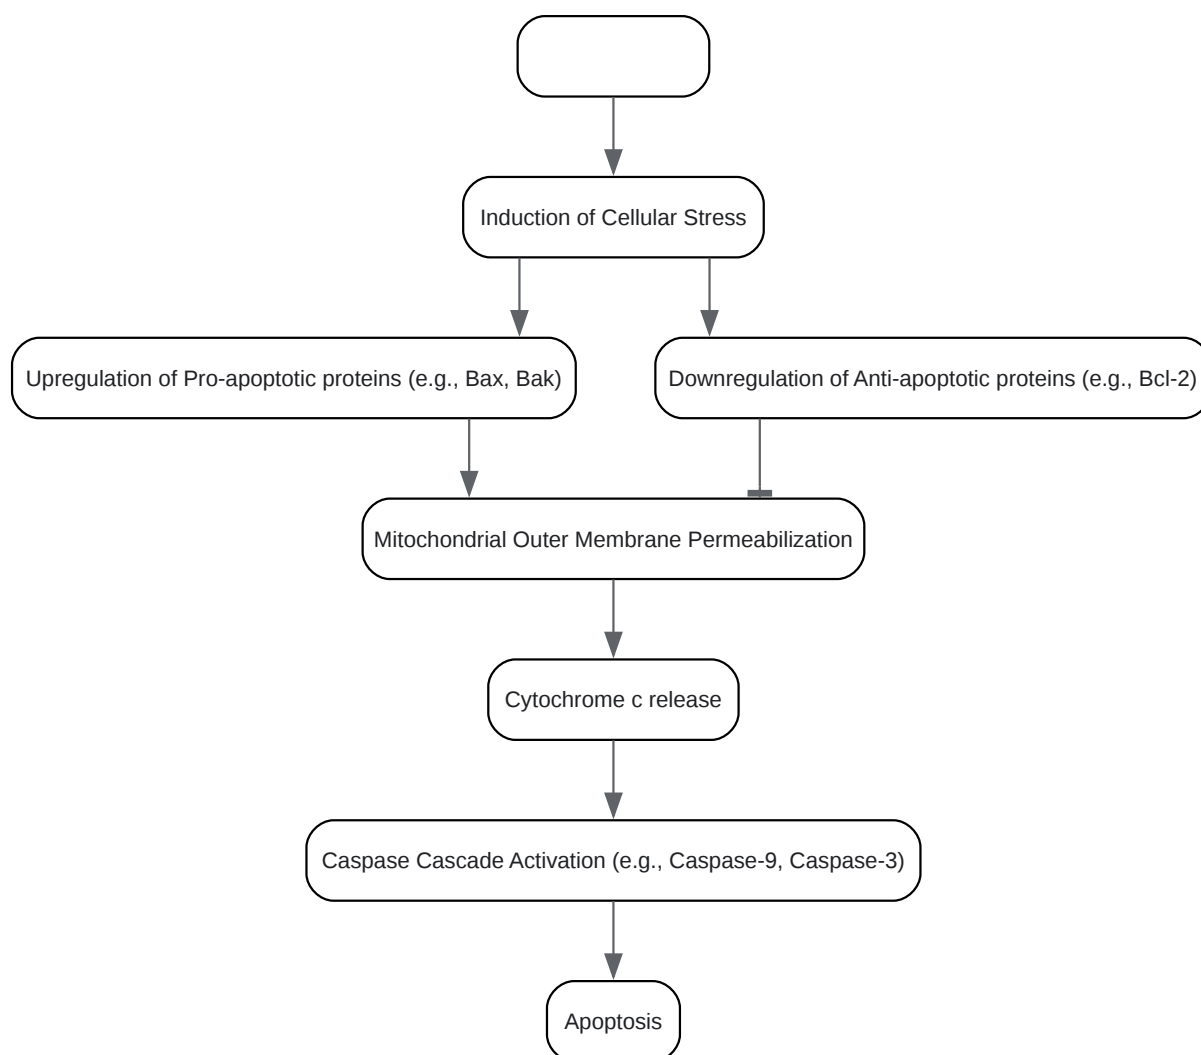 Induction of Cellular Stress
Upregulation of Pro-apoptotic proteins (e.g., Bax, Bak)
Downregulation of Anti-apoptotic proteins (e.g., Bcl-2)
Mitochondrial Outer Membrane Permeabilization
Cytochrome c release
Caspase Cascade Activation (e.g., Caspase-9, Caspase-3)
Apoptosis